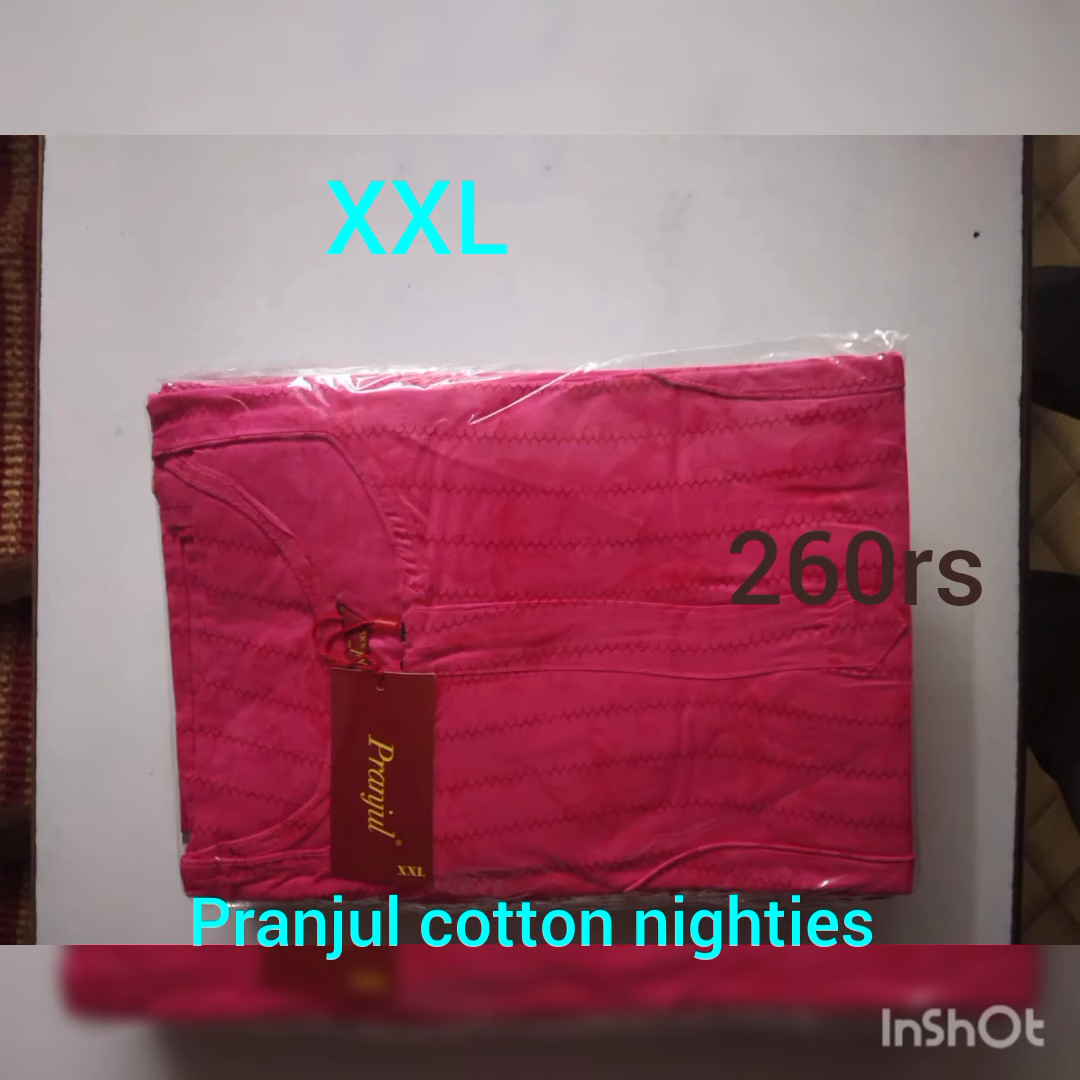 XXL
260rs
Pranjul®
XXL
Pranjul cotton nighties
InShOt